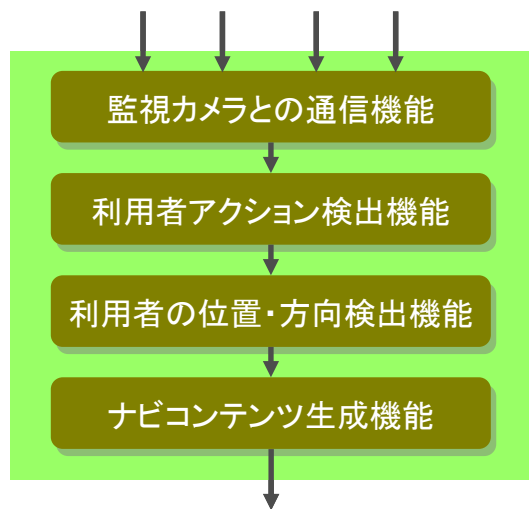 監視カメラとの通信機能
利用者アクション検出機能
利用者の位置・方向検出機能
ナビコンテンツ生成機能